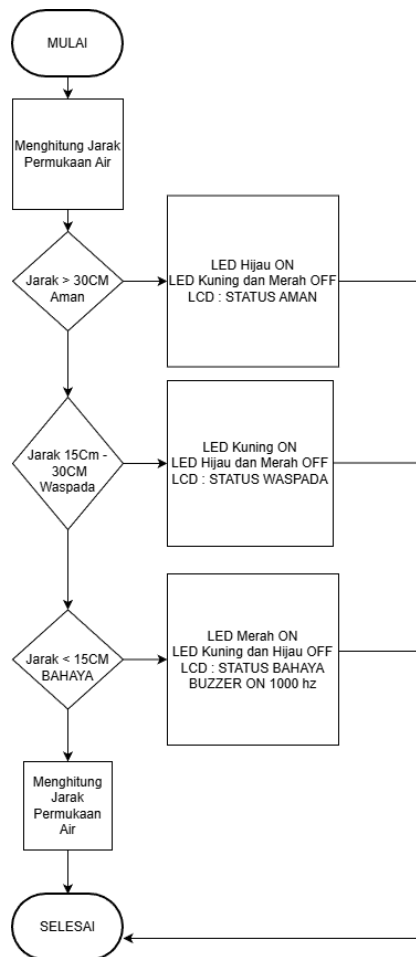 MULAI
Menghitung Jarak
Permukaan Air
Jarak > 30CM
Aman
LED Hijau ON
LED Kuning dan Merah OFF
LCD : STATUS AMAN
Jarak 15Cm -
30CM
Waspada
LED Kuning ON
LED Hijau dan Merah OFF
LCD : STATUS WASPADA
Jarak < 15CM
BAHAYA
LED Merah ON
LED Kuning dan Hijau OFF
LCD : STATUS BAHAYA
BUZZER ON 1000 hz
Menghitung
Jarak
Permukaan
Air
SELESAI